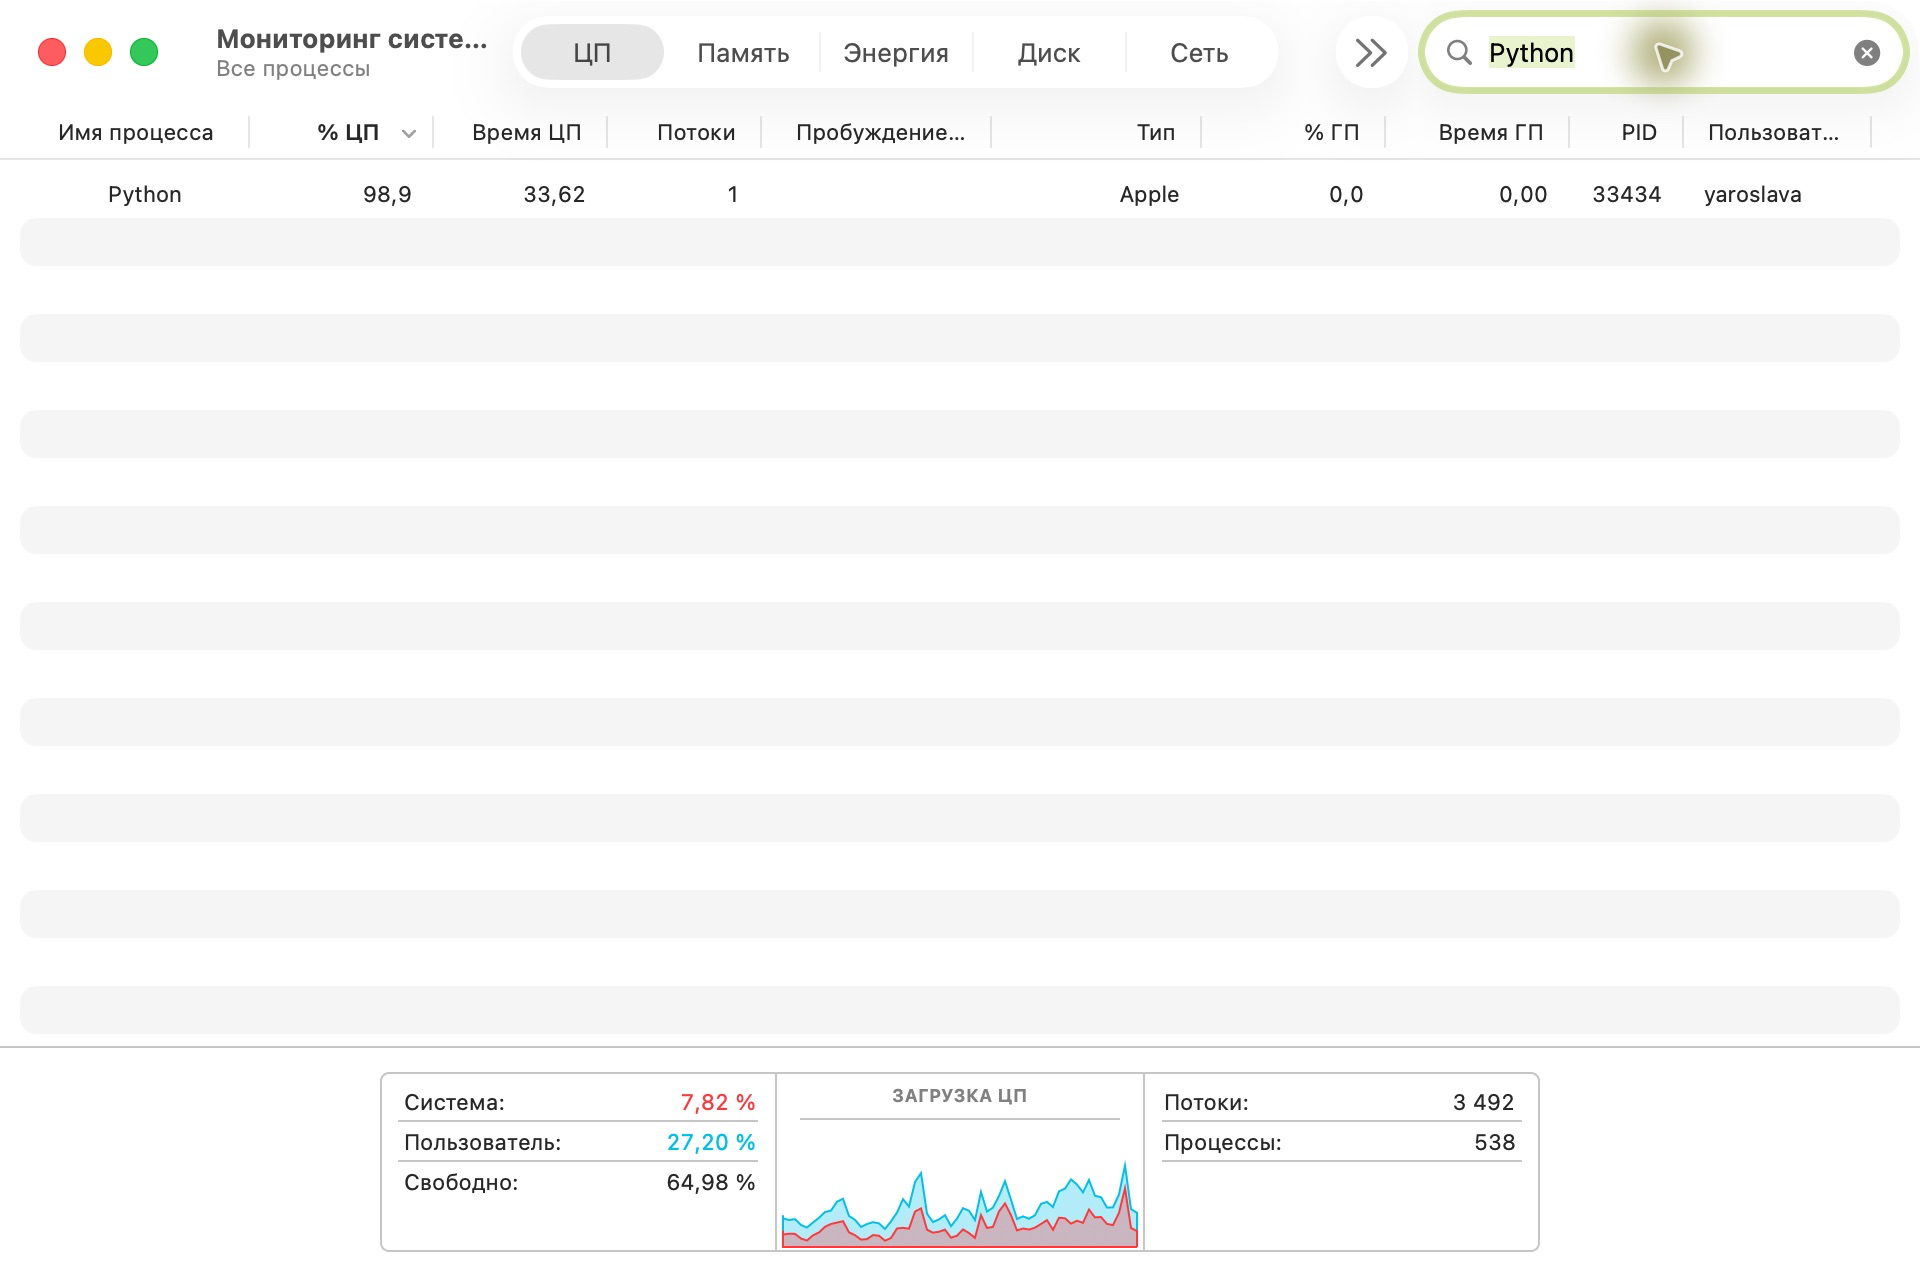 Мониторинг систе...
Все процессы
ЦП
Память
Энергия
Диск
Сеть
Python
Имя процесса
% ЦП
Время ЦП
Потоки
Пробуждение...
Тип
% ГП
Время ГП
PID
Пользоват...
Python
98,9
33,62
1
Apple
0,0
0,00
33434
yaroslava
Система:
7,82 %
Пользователь:
27,20 %
Свободно:
64,98 %
ЗАГРУЗКА ЦП
Потоки:
3 492
Процессы:
538